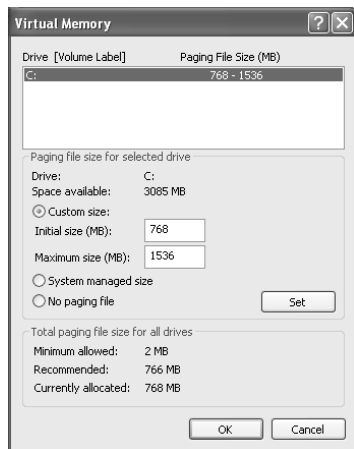 Virtual Memory
Drive [Volume Label] Paging File Size (MB)
C: 768 - 1536
Paging file size for selected drive
Drive: C:
Space available: 3085 MB
Custom size:
Initial size (MB): 768
Maximum size (MB): 1536
System managed size
No paging file Set
Total paging file size for all drives
Minimum allowed: 2 MB
Recommended: 766 MB
Currently allocated: 768 MB
OK Cancel